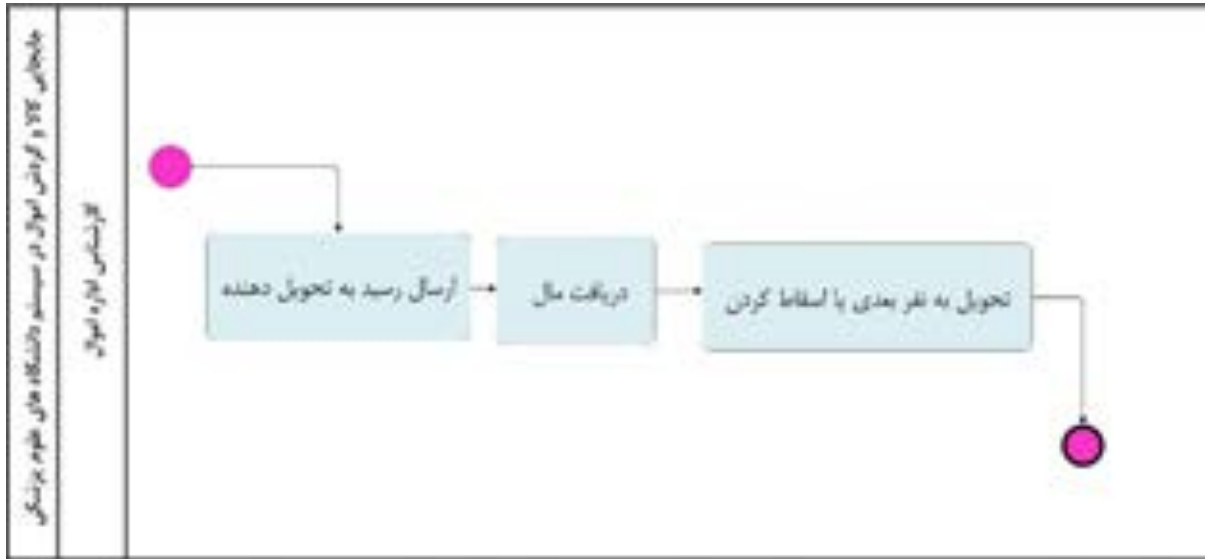 جابجایی کالا و گردش اموال در سیستم دانشگاه های علوم پزشکی
کارشناس اداره اموال
ارسال رسید به تحویل دهنده
دریافت مال
تحویل به نفر بعدی یا اسقاط کردن